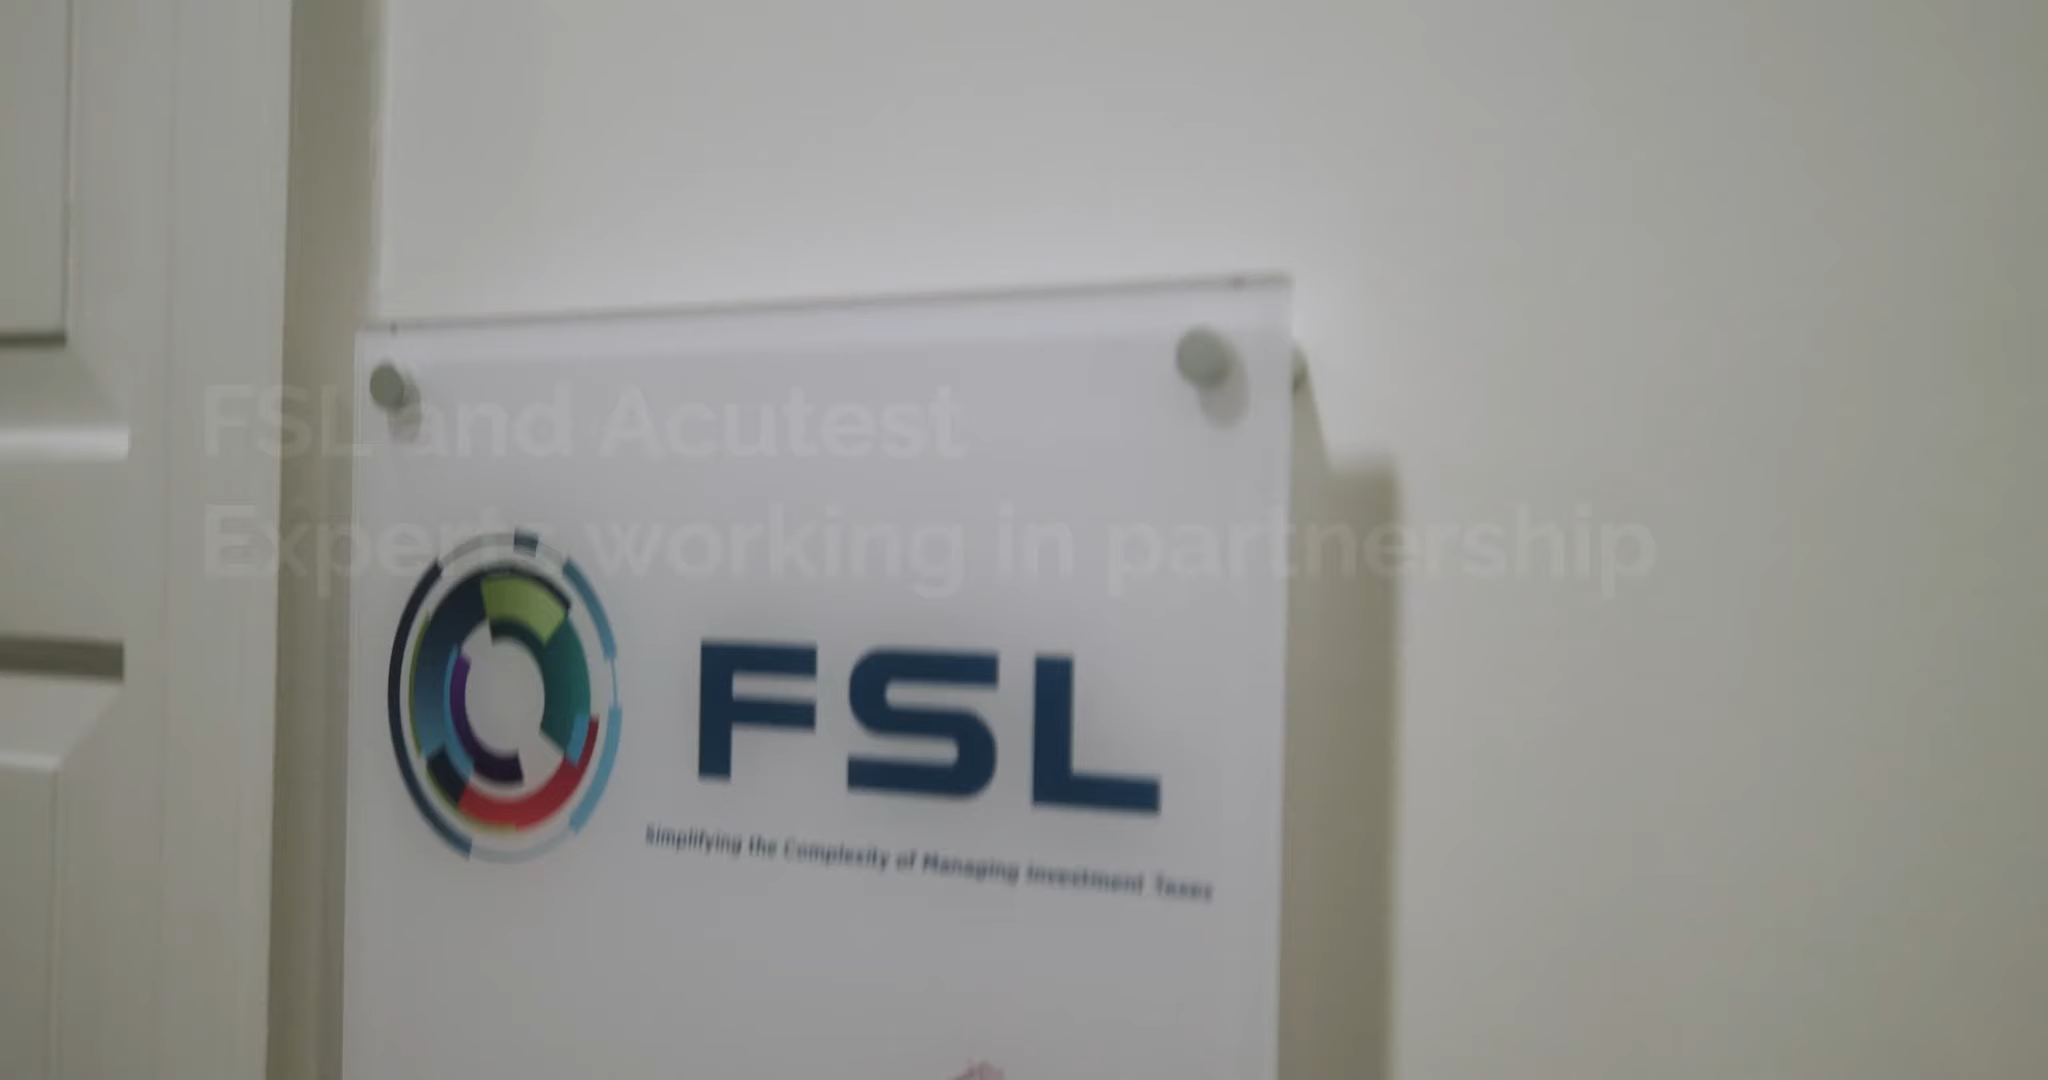 FSL and Acutest
Experts working in partnership
FSL
Simplifying the Complexity of Managing Investment Taxes